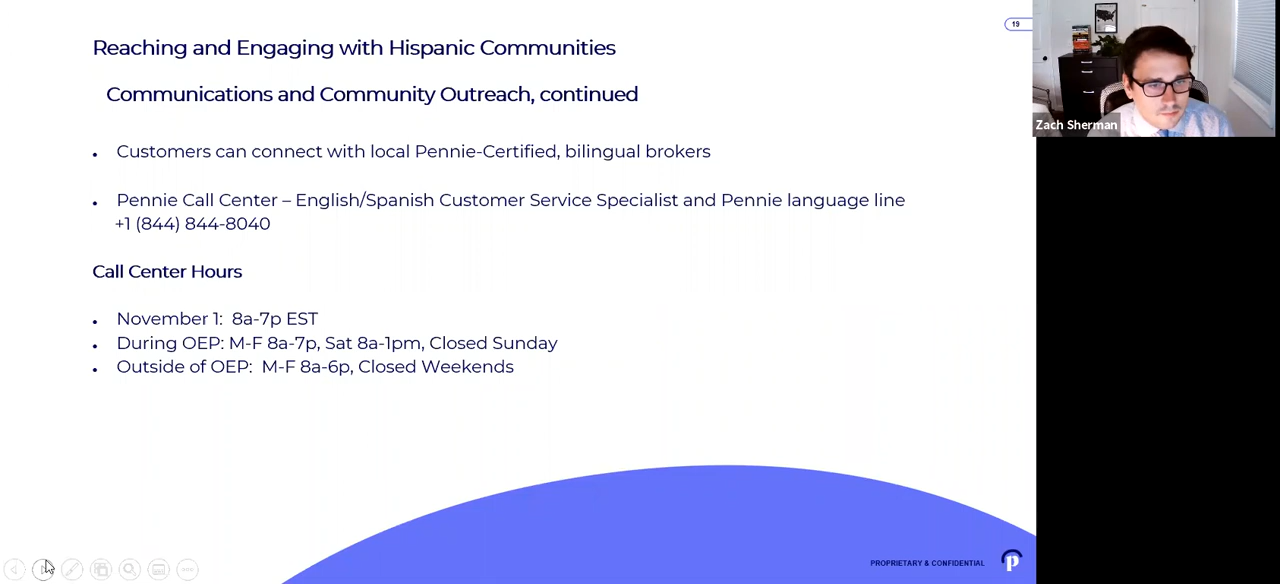 19
Reaching and Engaging with Hispanic Communities
Communications and Community Outreach, continued
• Customers can connect with local Pennie-Certified, bilingual brokers
• Pennie Call Center – English/Spanish Customer Service Specialist and Pennie language line
+1 (844) 844-8040
Call Center Hours
• November 1:  8a-7p EST
• During OEP: M-F 8a-7p, Sat 8a-1pm, Closed Sunday
• Outside of OEP:  M-F 8a-6p, Closed Weekends
PROPRIETARY & CONFIDENTIAL
p
Zach Sherman